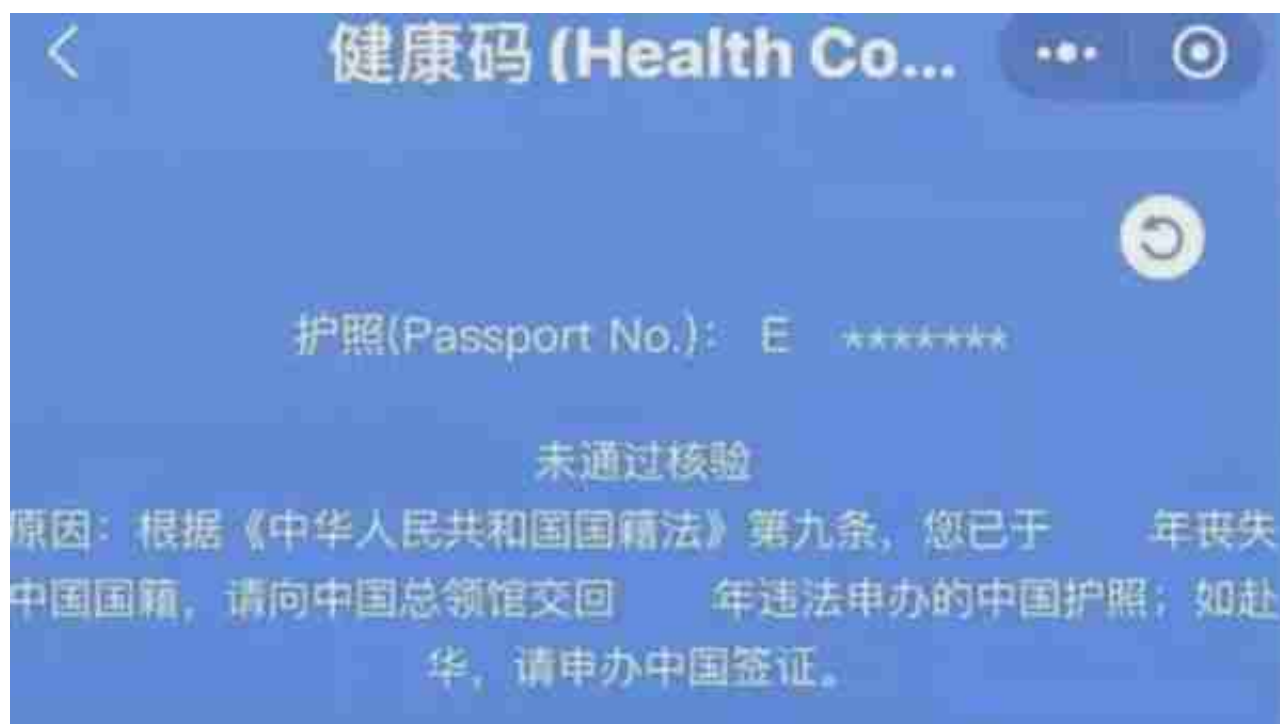 健康码 (Health Co...
护照(Passport No.): E *******
未通过核验
原因：根据《中华人民共和国国籍法》第九条，您已于 年丧失
中国国籍，请向中国总领馆交回 年违法申办的中国护照；如赴
华，请申办中国签证。